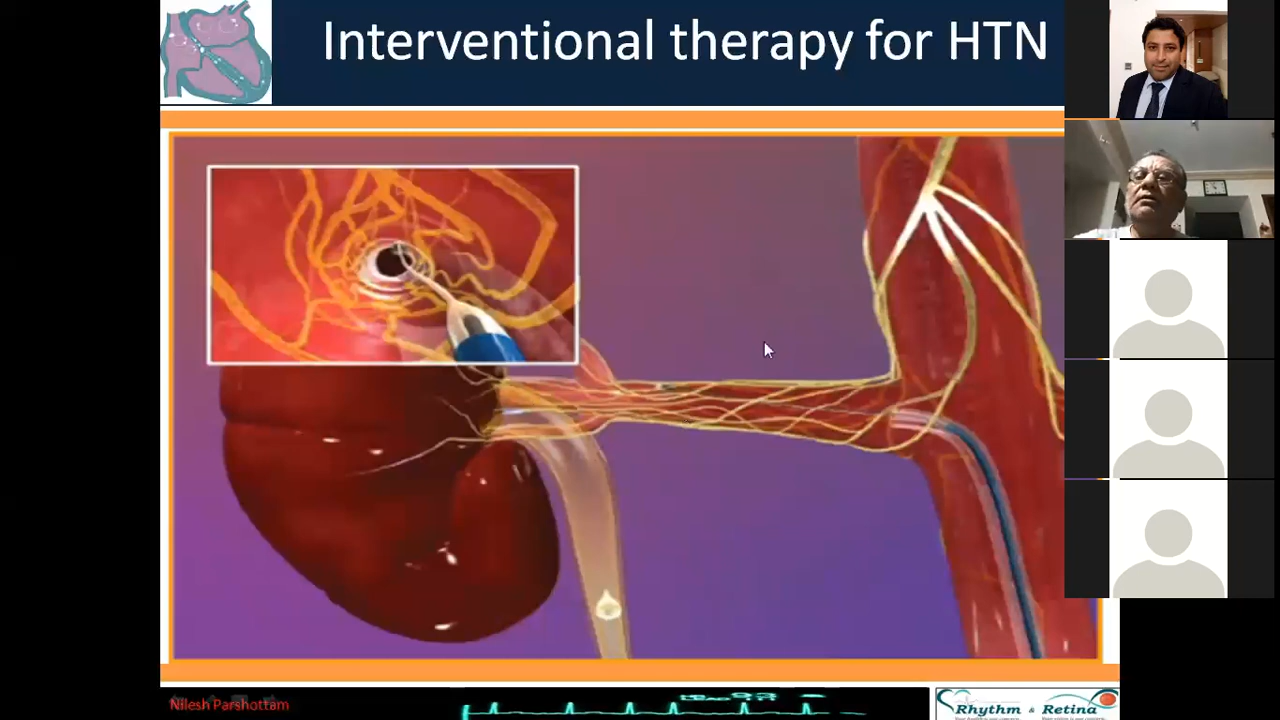 Interventional therapy for HTN
Nilesh Parshottam
Rhythm & Retina